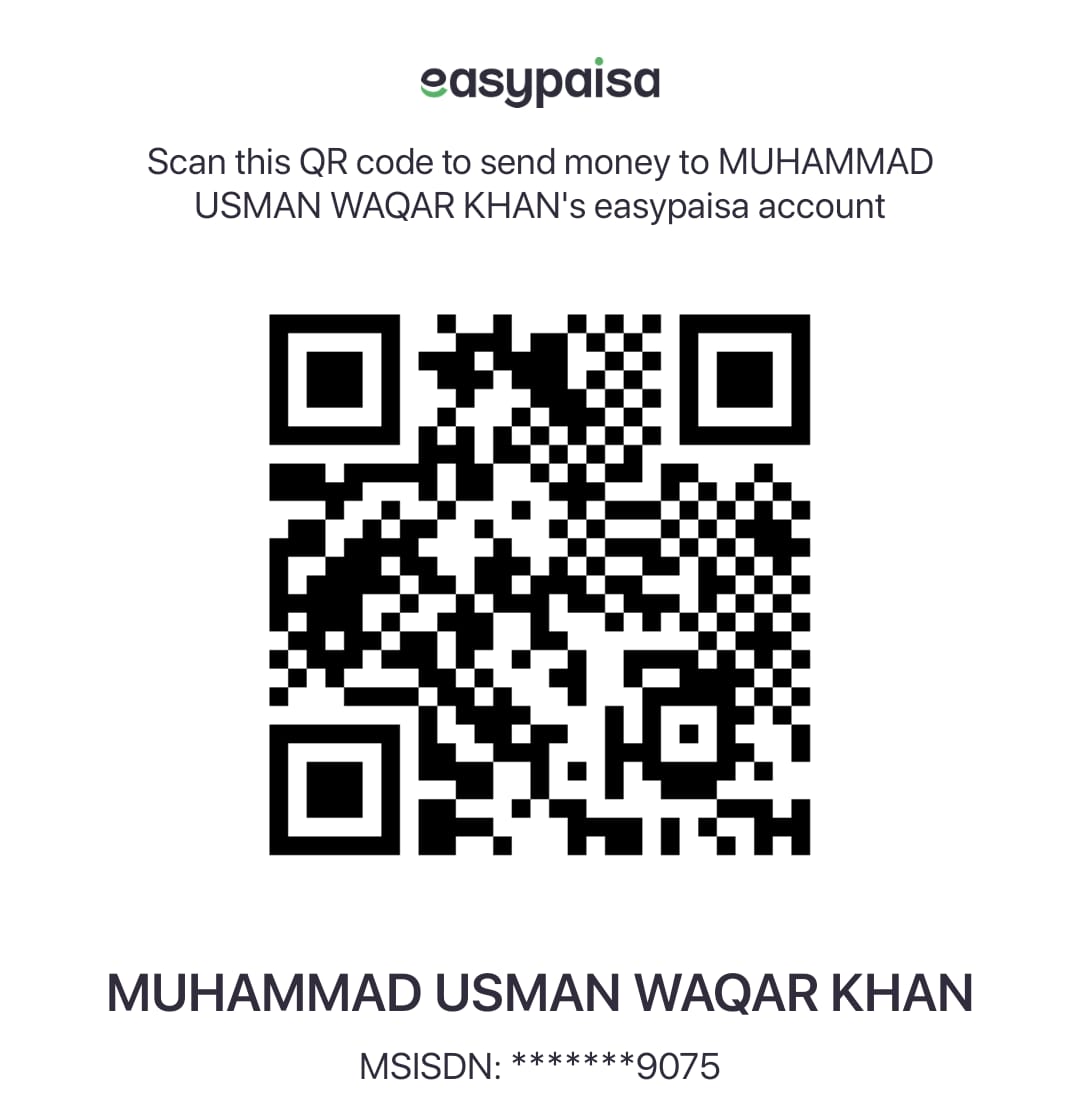 easypaisa
Scan this QR code to send money to MUHAMMAD
USMAN WAQAR KHAN's easypaisa account
MUHAMMAD USMAN WAQAR KHAN
MSISDN: *******9075